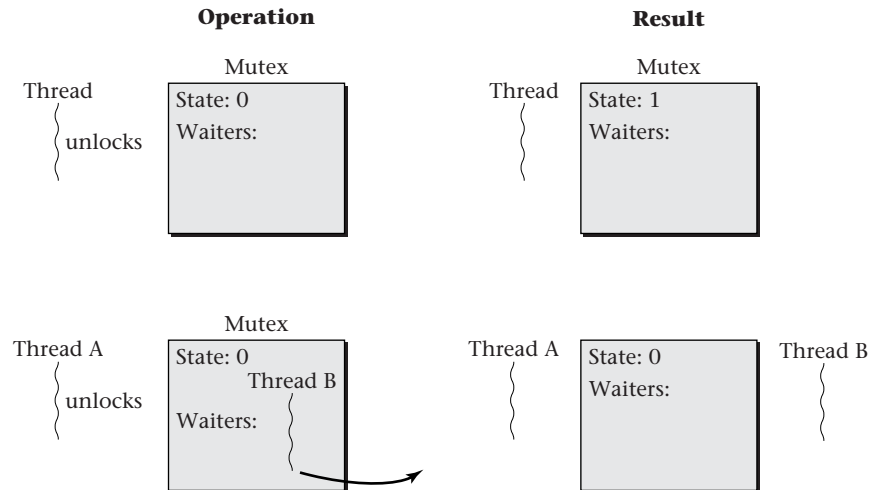 Operation
Result
Mutex
Mutex
Thread
unlocks
State: 0
Waiters:
Thread
State: 1
Waiters:
Mutex
Thread A
unlocks
State: 0
Thread B
Waiters:
Thread A
State: 0
Waiters:
Thread B